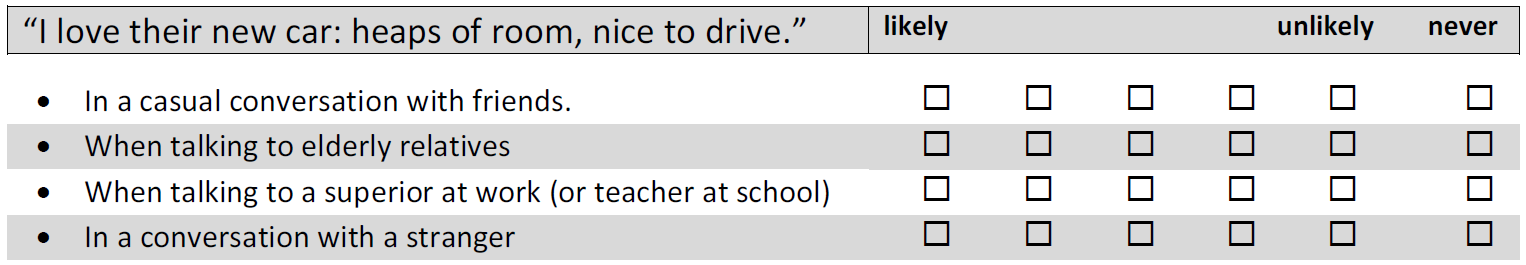 “I love their new car: heaps of room, nice to drive.” likely unlikely never
• In a casual conversation with friends. ☐ ☐ ☐ ☐ ☐ ☐
• When talking to elderly relatives ☐ ☐ ☐ ☐ ☐ ☐
• When talking to a superior at work (or teacher at school) ☐ ☐ ☐ ☐ ☐ ☐
• In a conversation with a stranger ☐ ☐ ☐ ☐ ☐ ☐